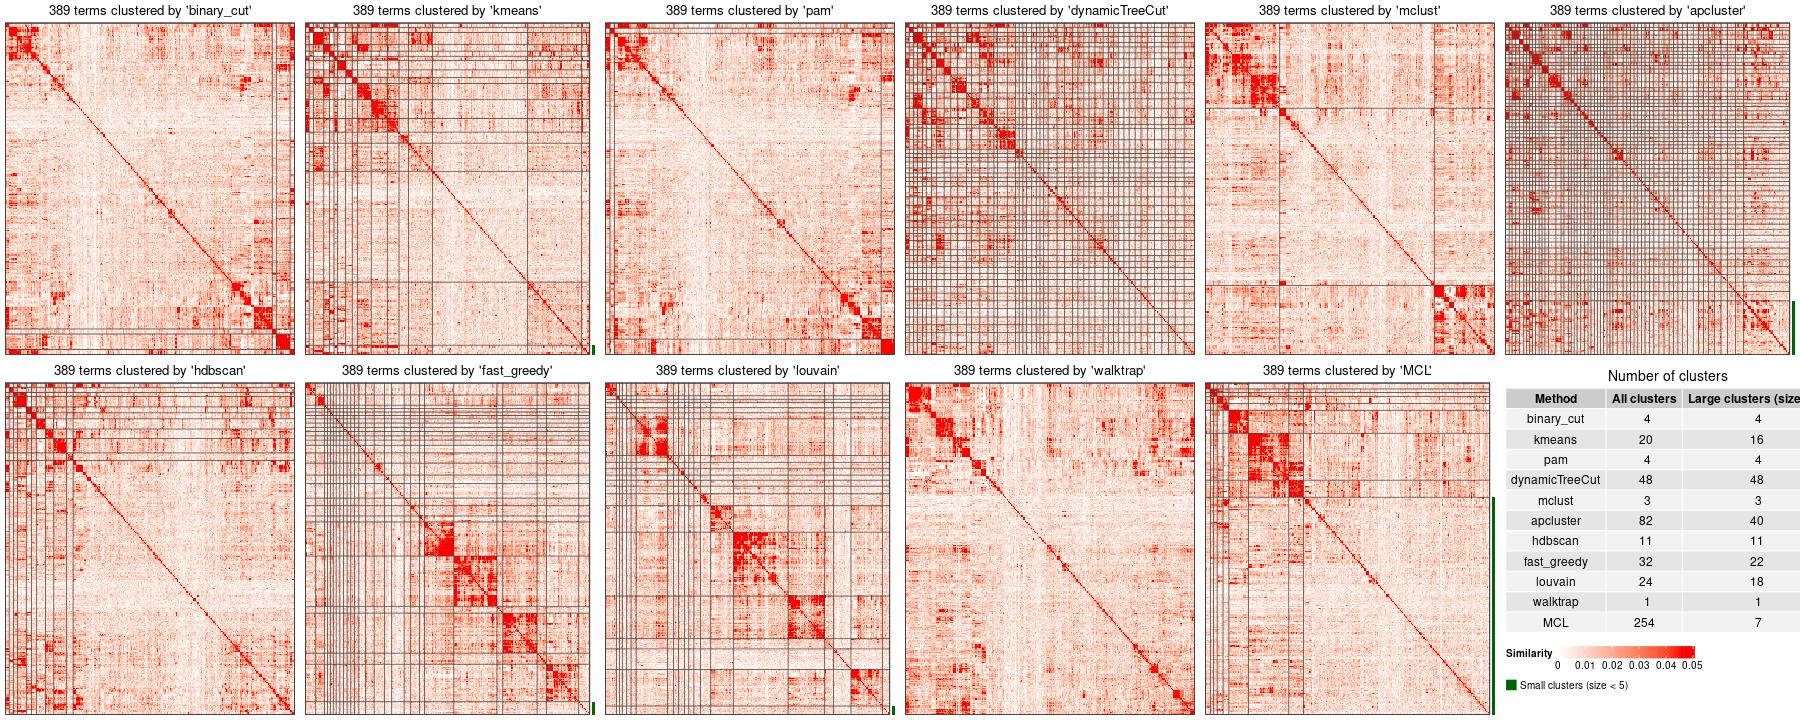 389 terms clustered by 'binary_cut'
389 terms clustered by 'kmeans'
389 terms clustered by 'pam'
389 terms clustered by 'dynamicTreeCut'
389 terms clustered by 'mclust'
389 terms clustered by 'apcluster'
389 terms clustered by 'hdbscan'
389 terms clustered by 'fast_greedy'
389 terms clustered by 'louvain'
389 terms clustered by 'walktrap'
389 terms clustered by 'MCL'
Number of clusters
Method All clusters Large clusters (size
binary_cut 4 4
kmeans 20 16
pam 4 4
dynamicTreeCut 48 48
mclust 3 3
apcluster 82 40
hdbscan 11 11
fast_greedy 32 22
louvain 24 18
walktrap 1 1
MCL 254 7
Similarity
0 0.01 0.02 0.03 0.04 0.05
Small clusters (size < 5)